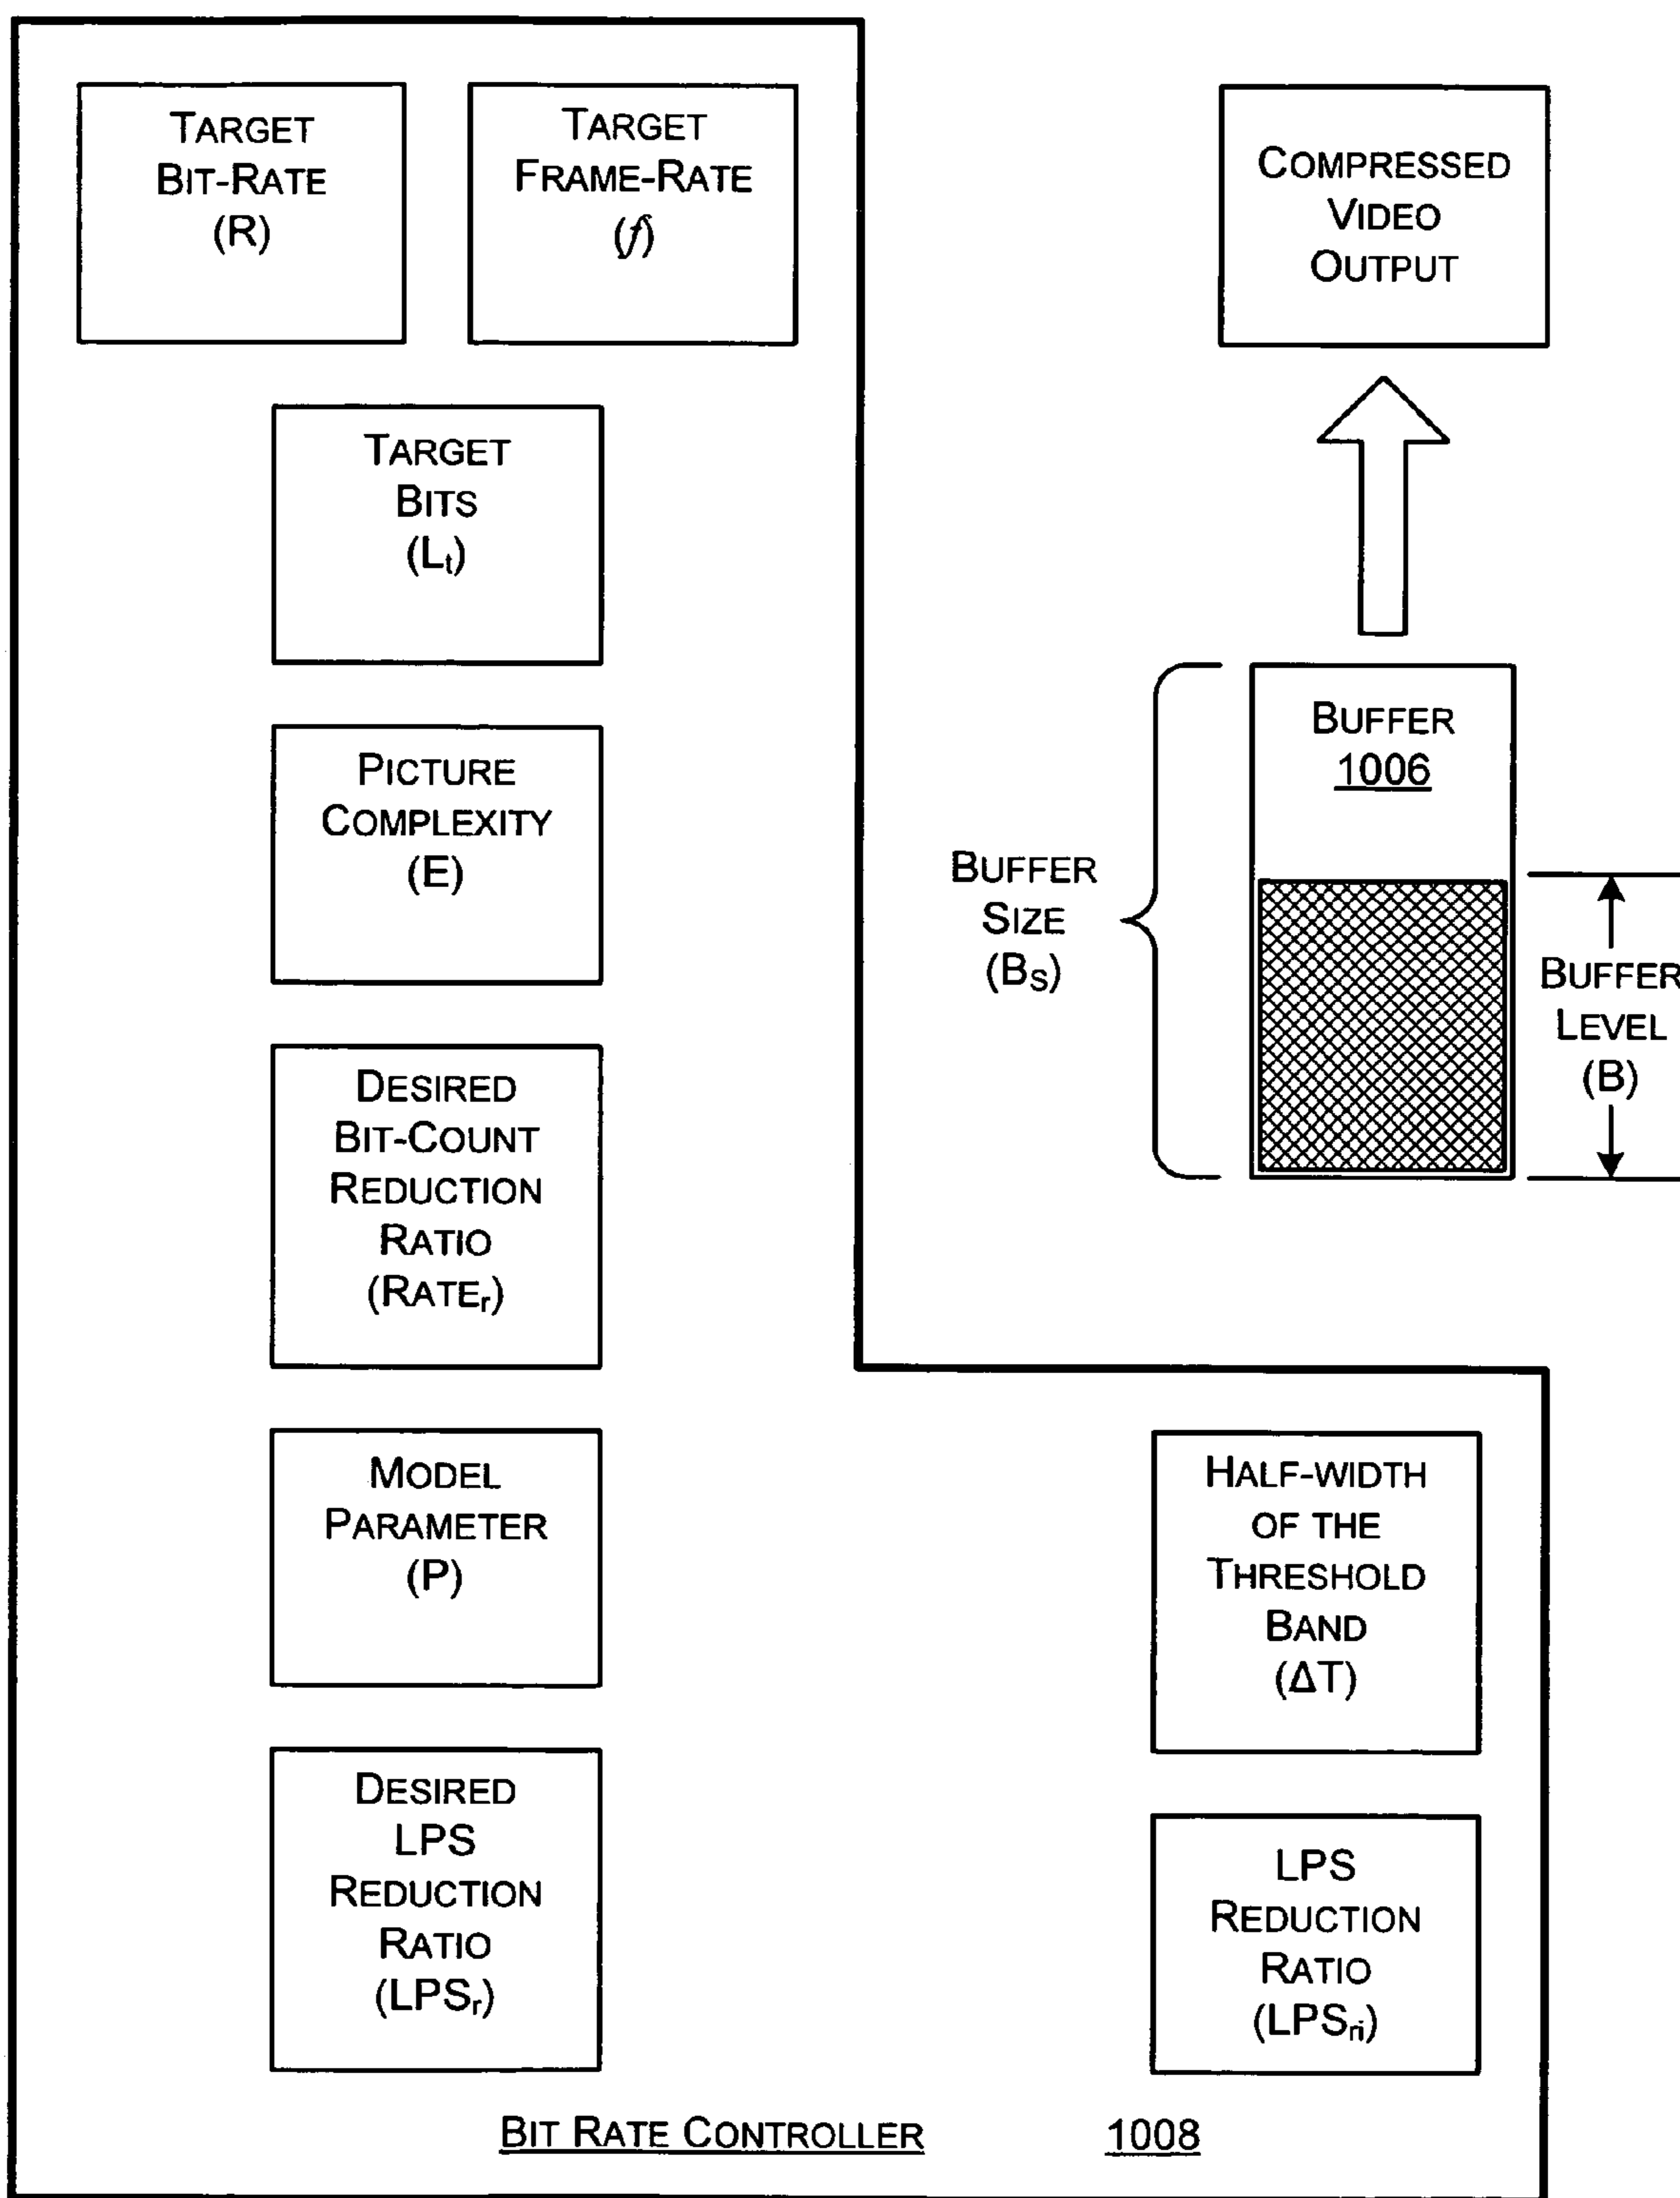 TARGET
BIT-RATE
(R)
TARGET
FRAME-RATE
(f)
TARGET
BITS
(Lt)
PICTURE
COMPLEXITY
(E)
DESIRED
BIT-COUNT
REDUCTION
RATIO
(RATEr)
MODEL
PARAMETER
(P)
DESIRED
LPS
REDUCTION
RATIO
(LPSr)
COMPRESSED
VIDEO
OUTPUT
BUFFER
1006
BUFFER
SIZE
(BS)
BUFFER
LEVEL
(B)
HALF-WIDTH
OF THE
THRESHOLD
BAND
(ΔT)
LPS
REDUCTION
RATIO
(LPSri)
BIT RATE CONTROLLER 1008